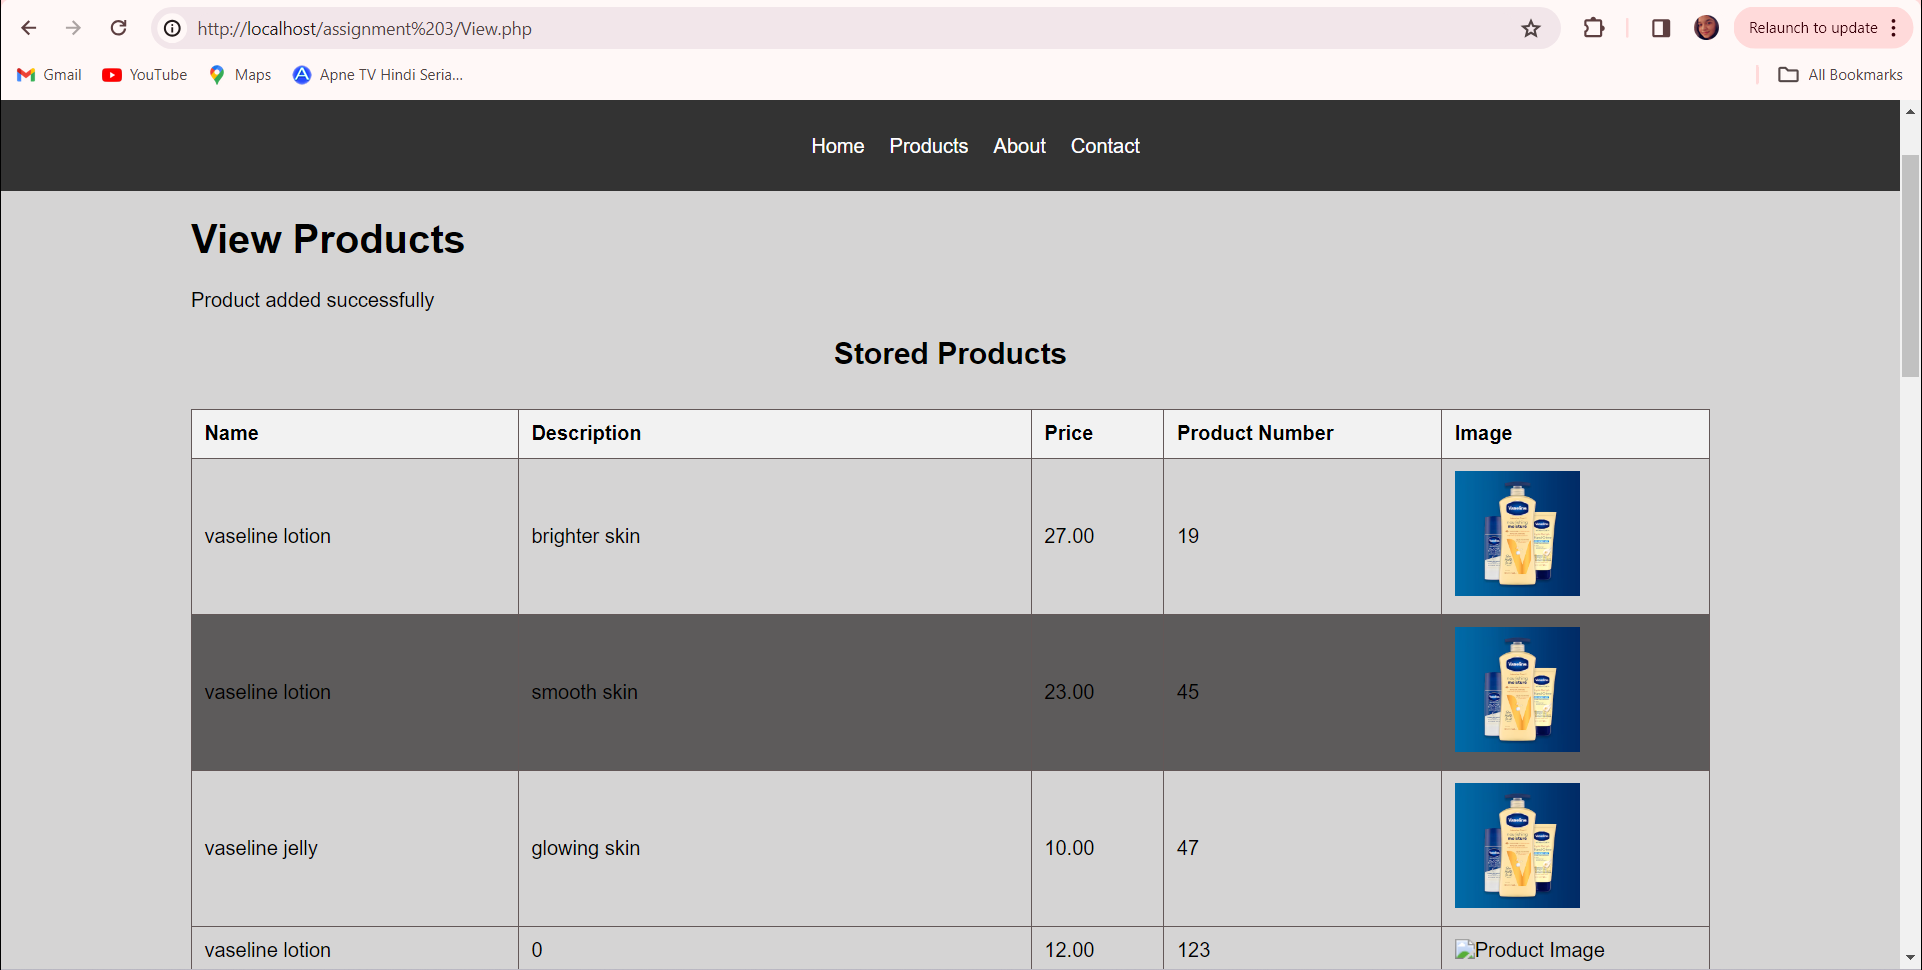 http://localhost/assignment%203/View.php
Relaunch to update
Gmail YouTube Maps Apne TV Hindi Seria... All Bookmarks
Home Products About Contact
View Products
Product added successfully
Stored Products
Name Description Price Product Number Image
Vaseline
vaseline lotion brighter skin 27.00 19
Vaseline
vaseline lotion smooth skin 23.00 45
Vaseline
vaseline jelly glowing skin 10.00 47
vaseline lotion 0 12.00 123 Product Image